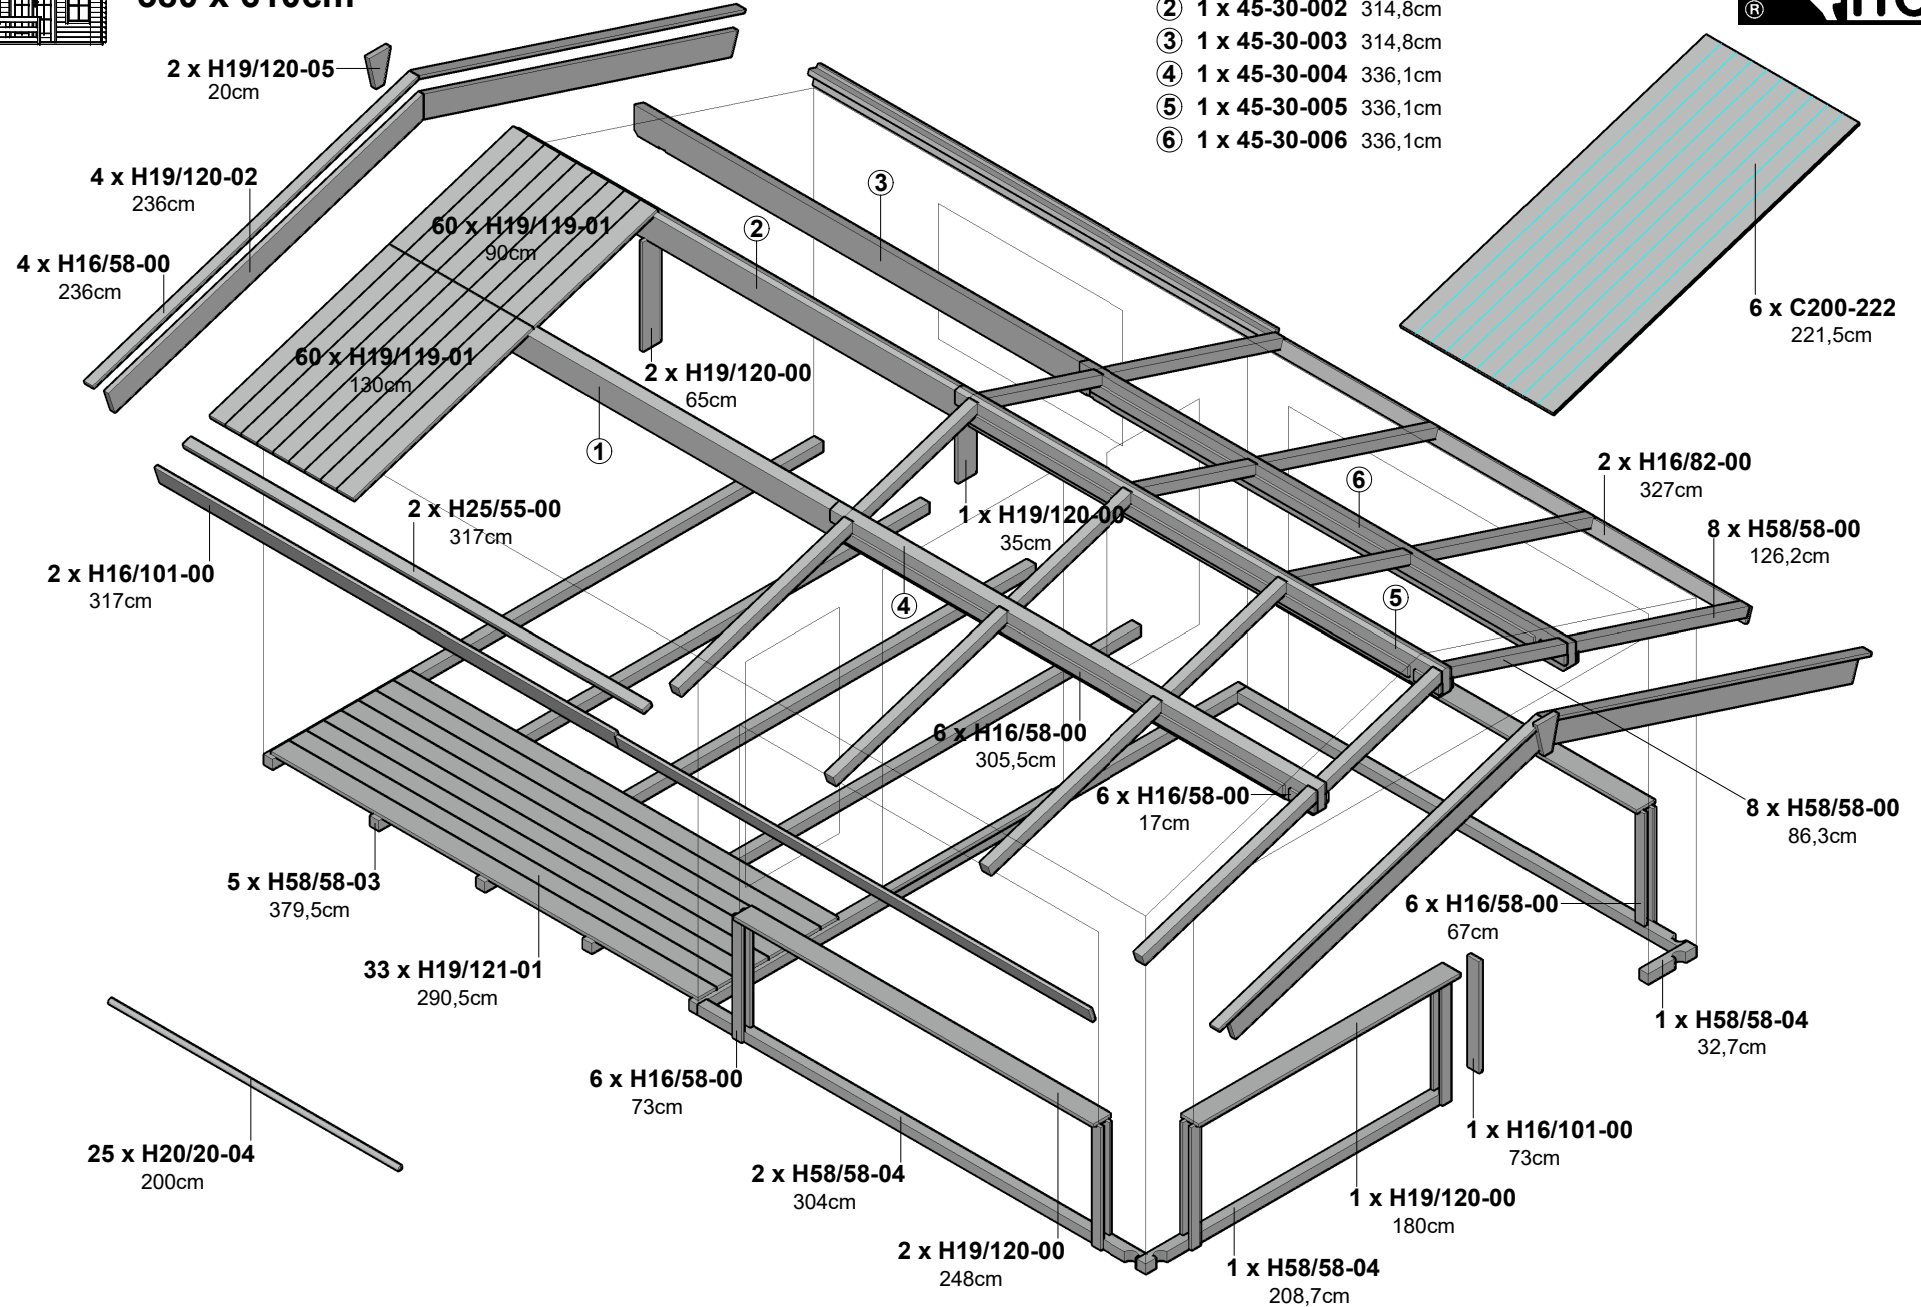 ② 1 x 45-30-002 314,8cm
③ 1 x 45-30-003 314,8cm
④ 1 x 45-30-004 336,1cm
⑤ 1 x 45-30-005 336,1cm
⑥ 1 x 45-30-006 336,1cm
®
2 x H19/120-05
20cm
4 x H19/120-02
236cm
4 x H16/58-00
236cm
60 x H19/119-01
90cm
60 x H19/119-01
130cm
③
②
①
2 x H19/120-00
65cm
6 x C200-222
221,5cm
2 x H16/82-00
327cm
8 x H58/58-00
126,2cm
⑥
2 x H25/55-00
317cm
1 x H19/120-00
35cm
2 x H16/101-00
317cm
④
⑤
6 x H16/58-00
305,5cm
6 x H16/58-00
17cm
8 x H58/58-00
86,3cm
5 x H58/58-03
379,5cm
6 x H16/58-00
67cm
33 x H19/121-01
290,5cm
1 x H58/58-04
32,7cm
6 x H16/58-00
73cm
1 x H16/101-00
73cm
25 x H20/20-04
200cm
2 x H58/58-04
304cm
1 x H19/120-00
180cm
2 x H19/120-00
248cm
1 x H58/58-04
208,7cm